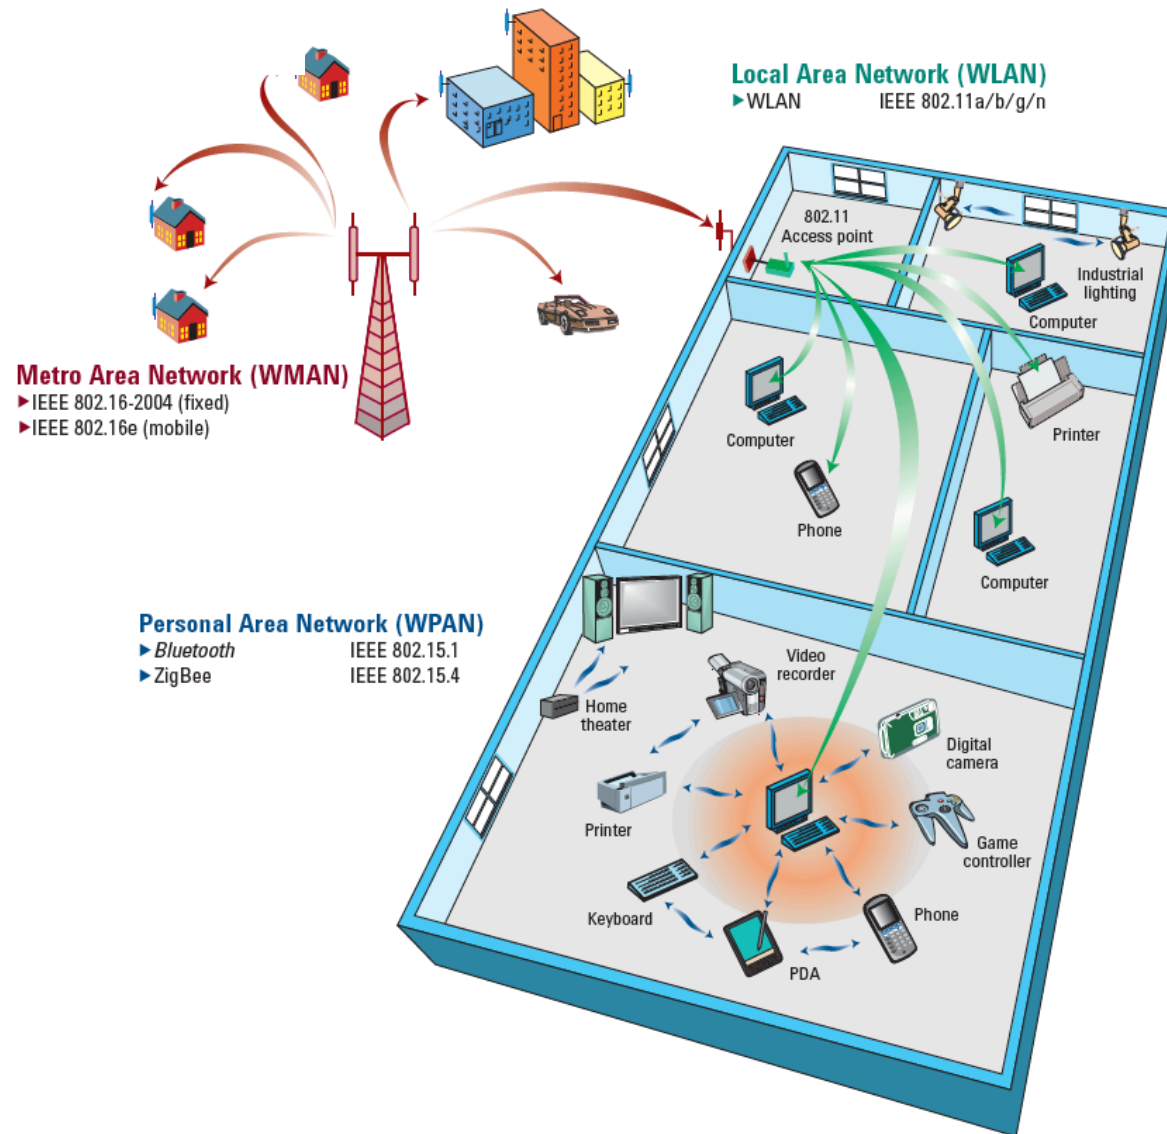 Local Area Network (WLAN)
▶WLAN IEEE 802.11a/b/g/n
802.11
Access point
Industrial
lighting
Computer
Metro Area Network (WMAN)
▶IEEE 802.16-2004 (fixed)
▶IEEE 802.16e (mobile)
Computer
Printer
Phone
Computer
Personal Area Network (WPAN)
▶Bluetooth IEEE 802.15.1
▶ZigBee IEEE 802.15.4
Video
recorder
Home
theater
Digital
camera
Printer
Game
controller
Keyboard
Phone
PDA